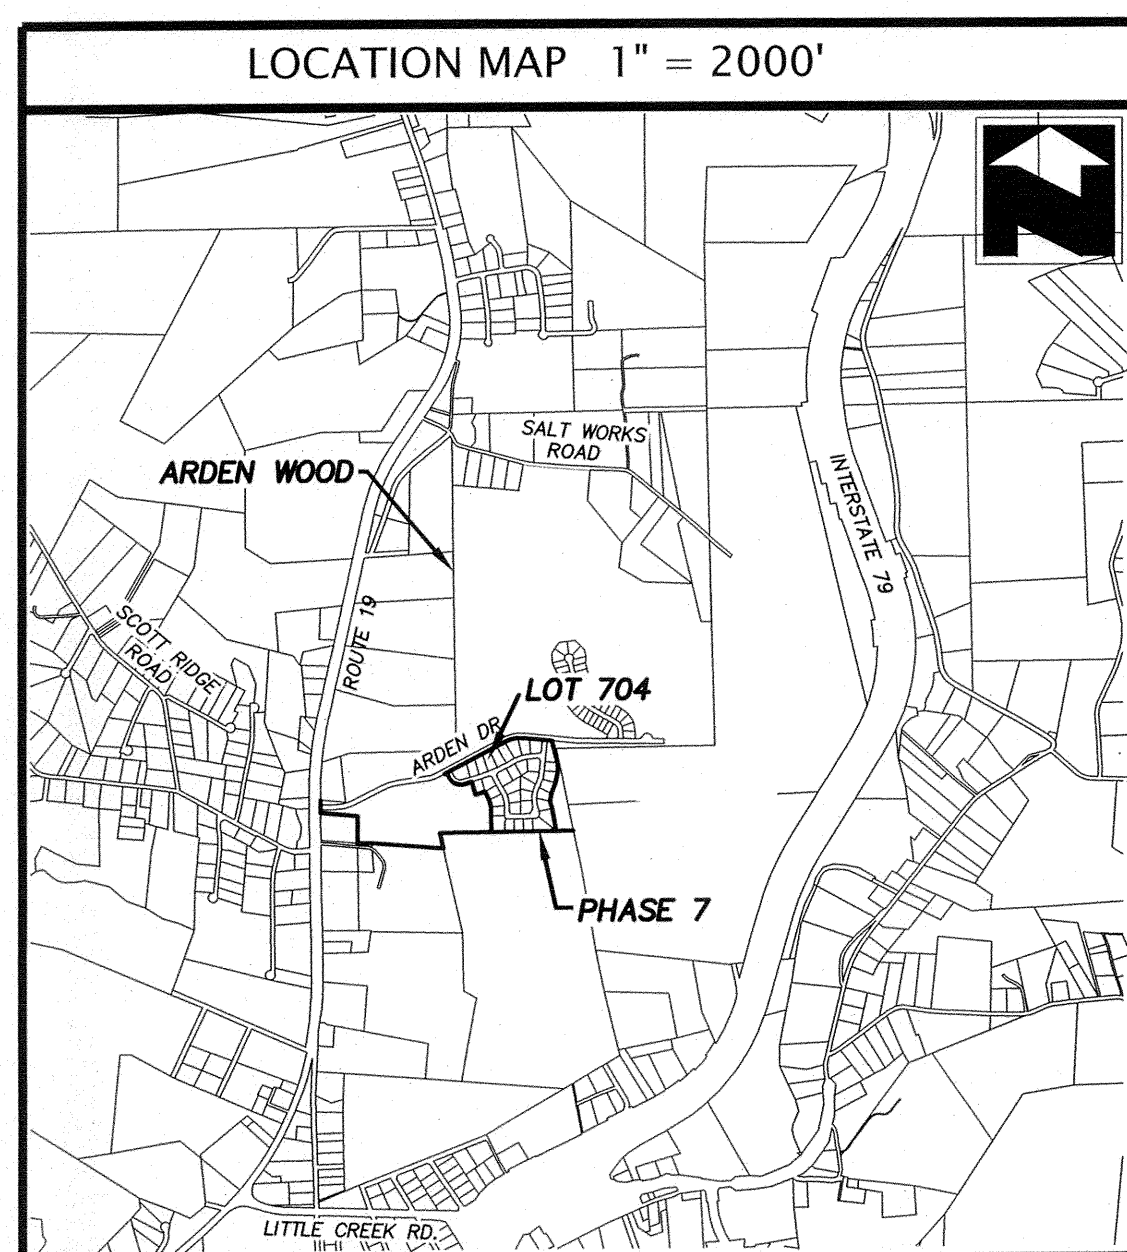 LOCATION MAP 1" = 2000'
N
SALT WORKS
ROAD
ARDEN WOOD
INTERSTATE 79
SCOTT RIDGE
ROAD
ROUTE 19
LOT 704
ARDEN DR.
PHASE 7
LITTLE CREEK RD.